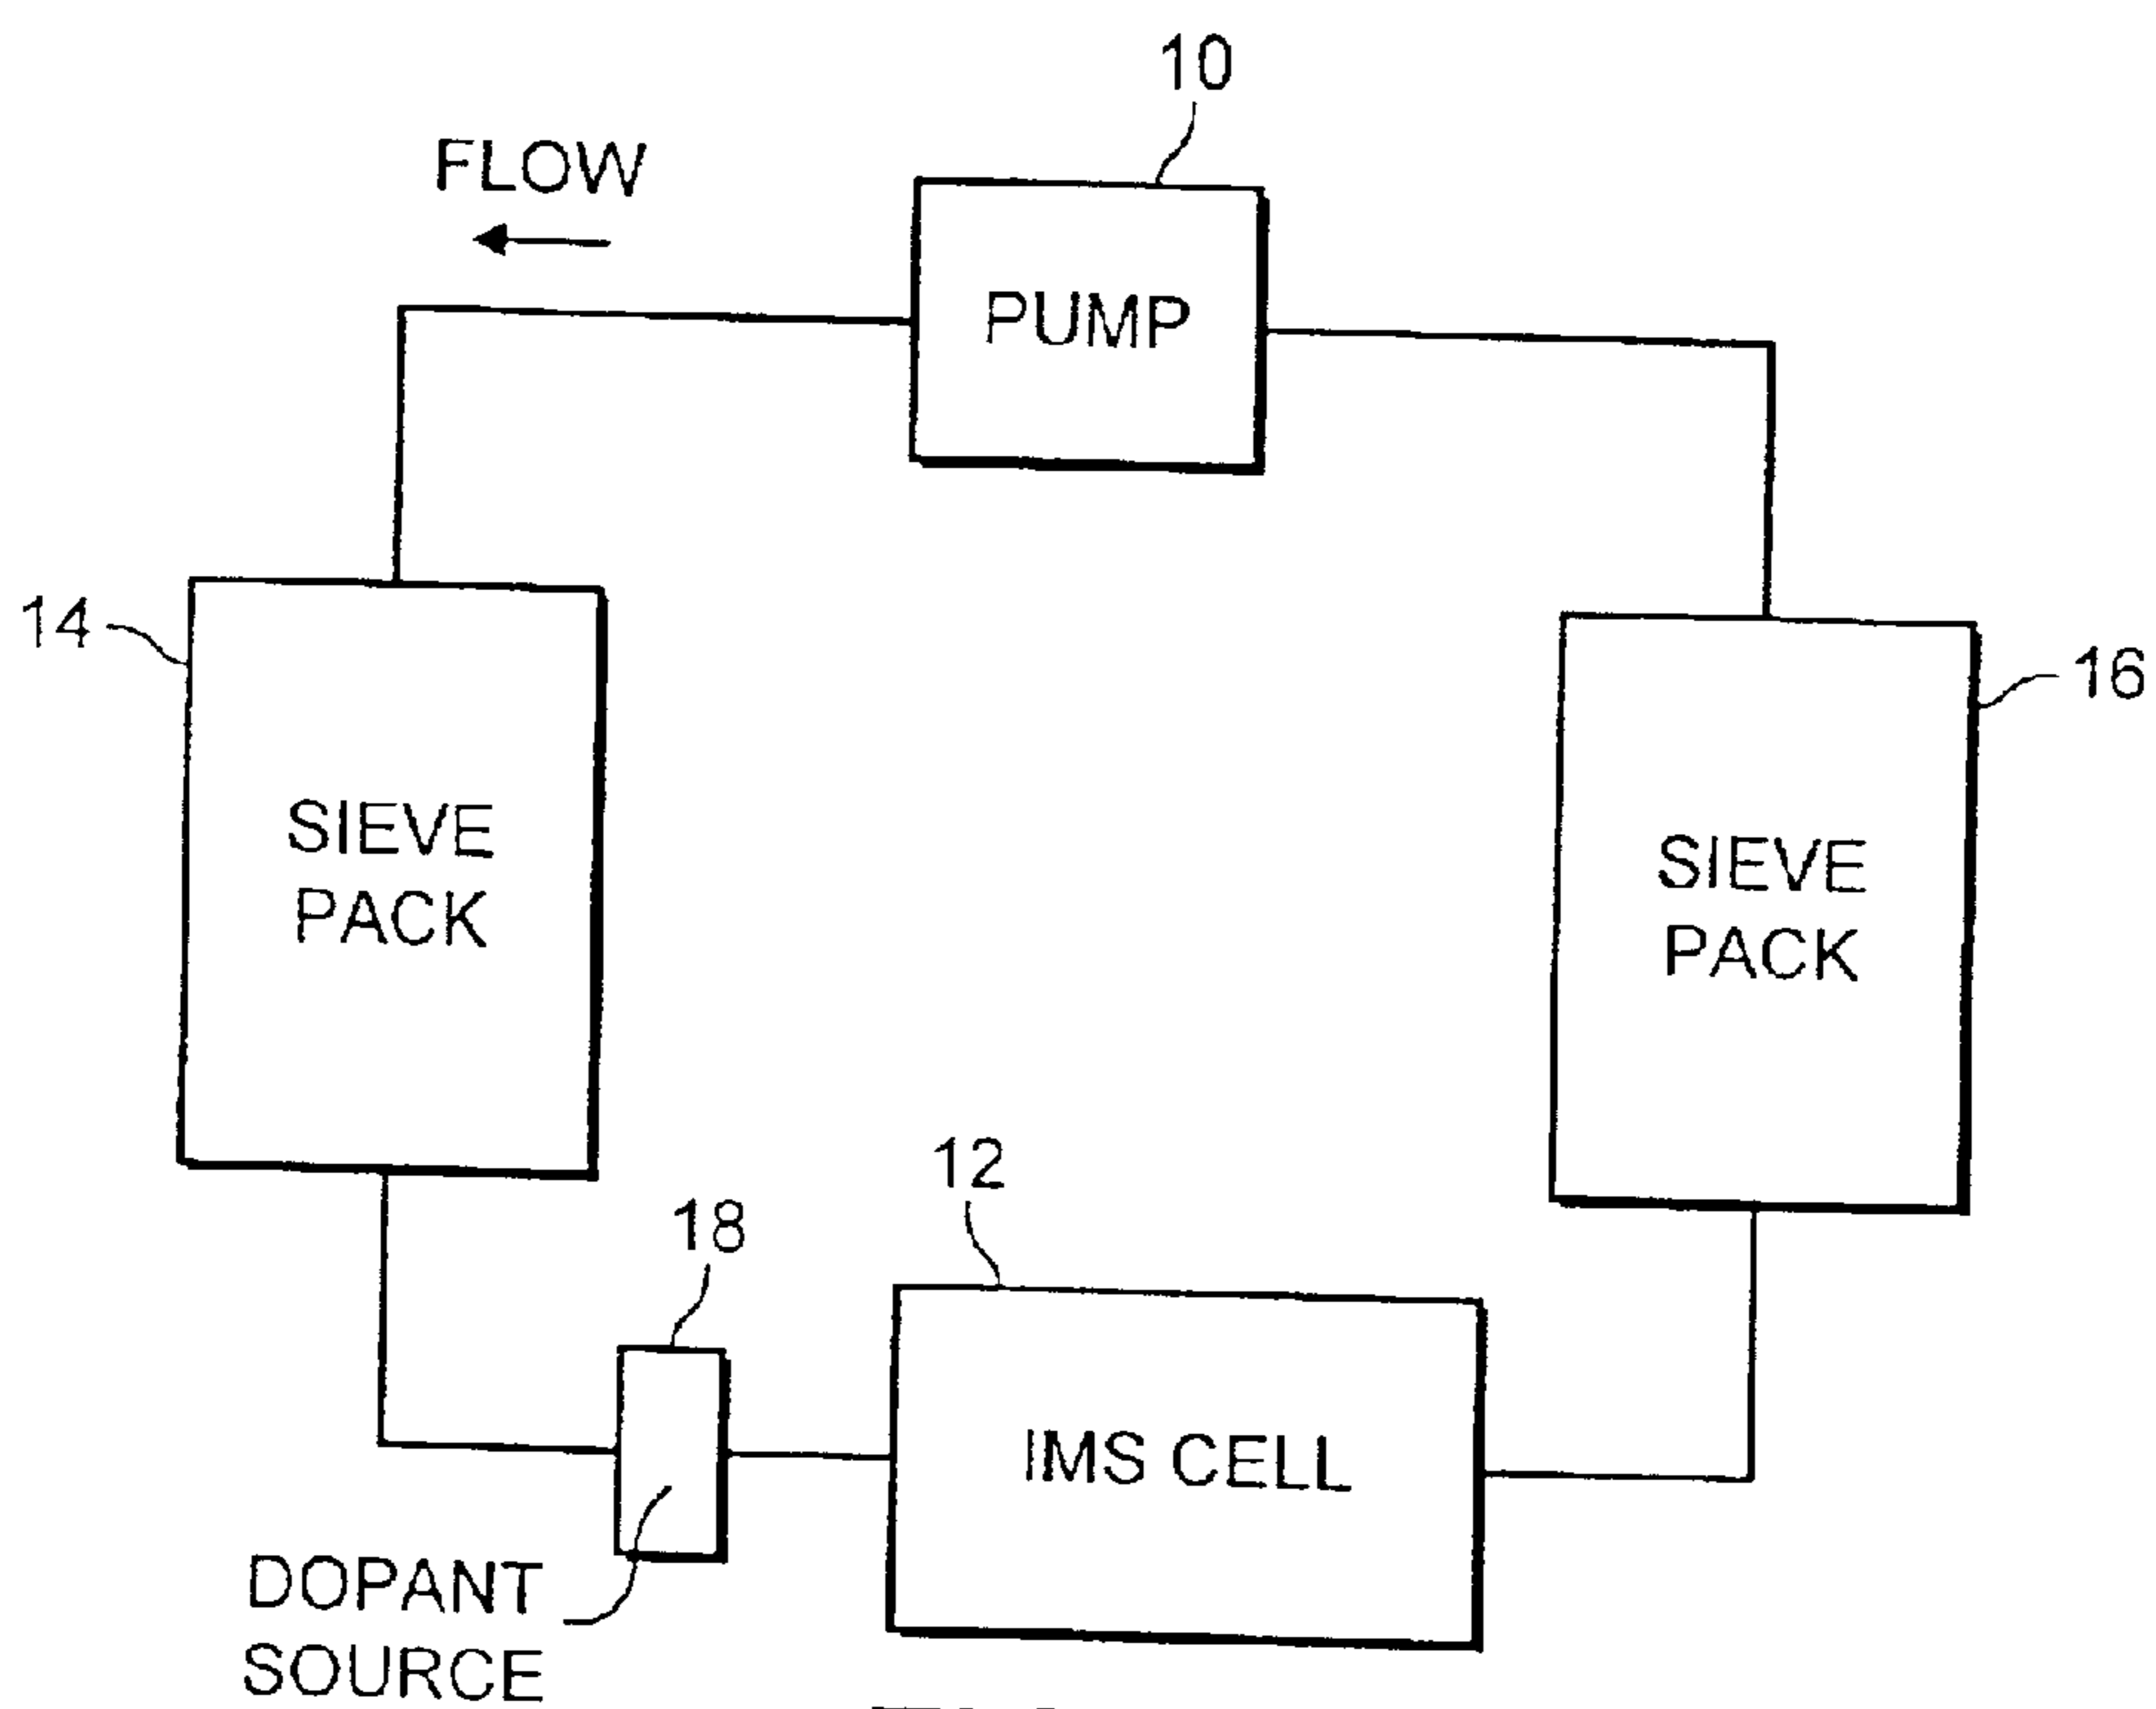 10
FLOW
PUMP
14
16
SIEVE
PACK
SIEVE
PACK
12
18
IMS CELL
DOPANT
SOURCE